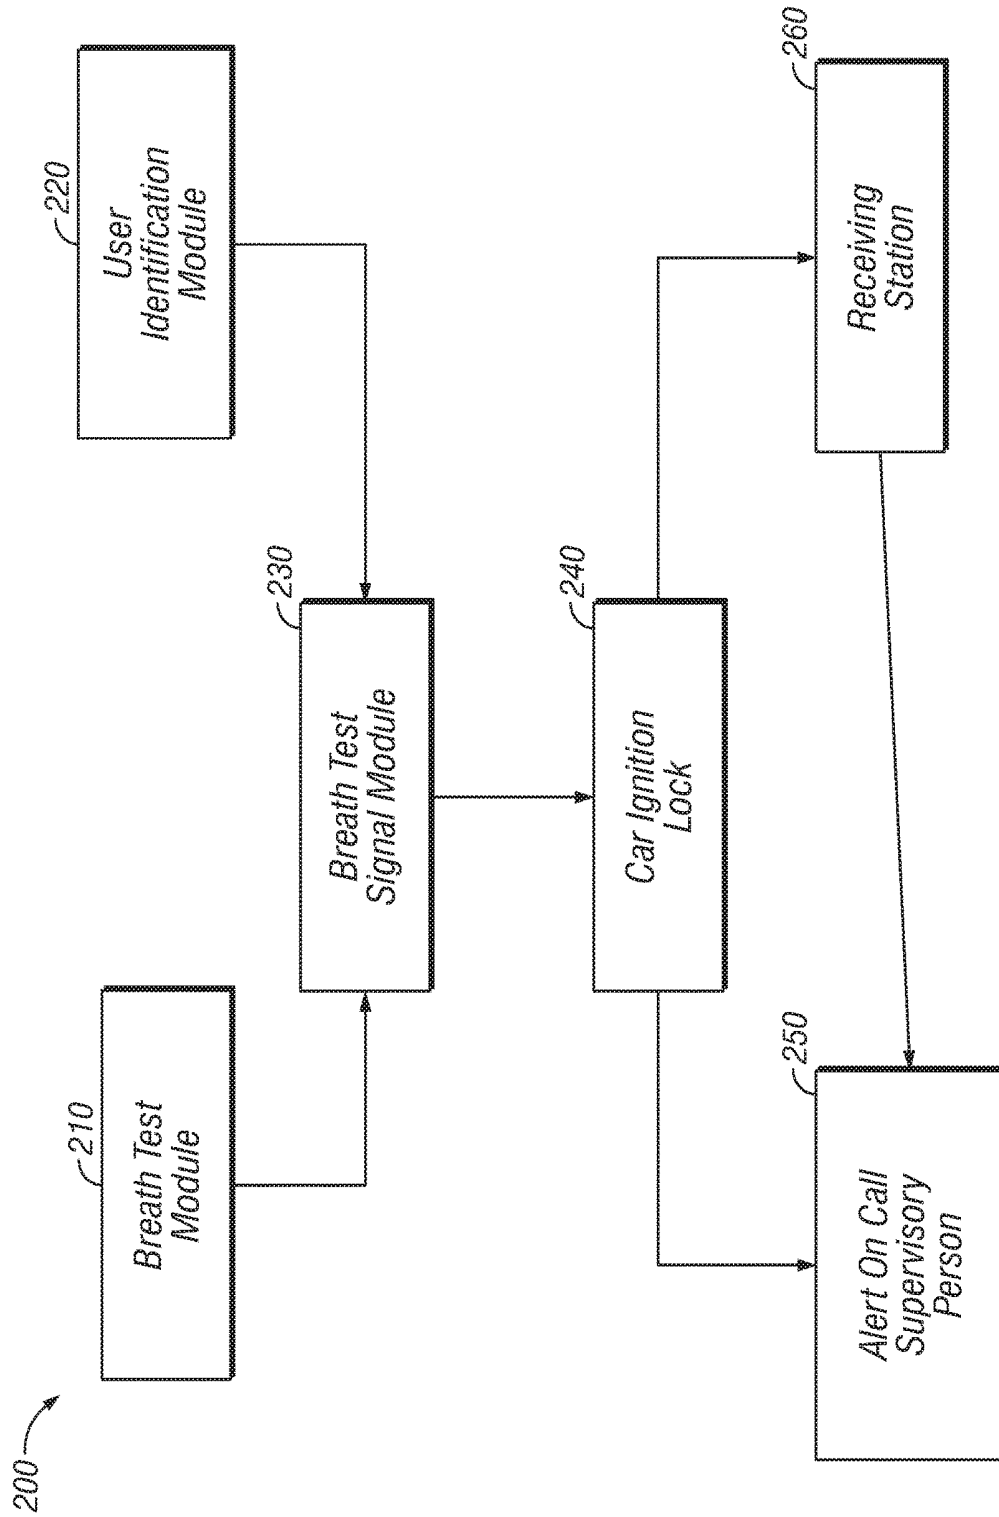 200
210
Breath Test
Module
220
User
Identification
Module
230
Breath Test
Signal Module
240
Car Ignition
Lock
250
Alert On Call
Supervisory
Person
260
Receiving
Station